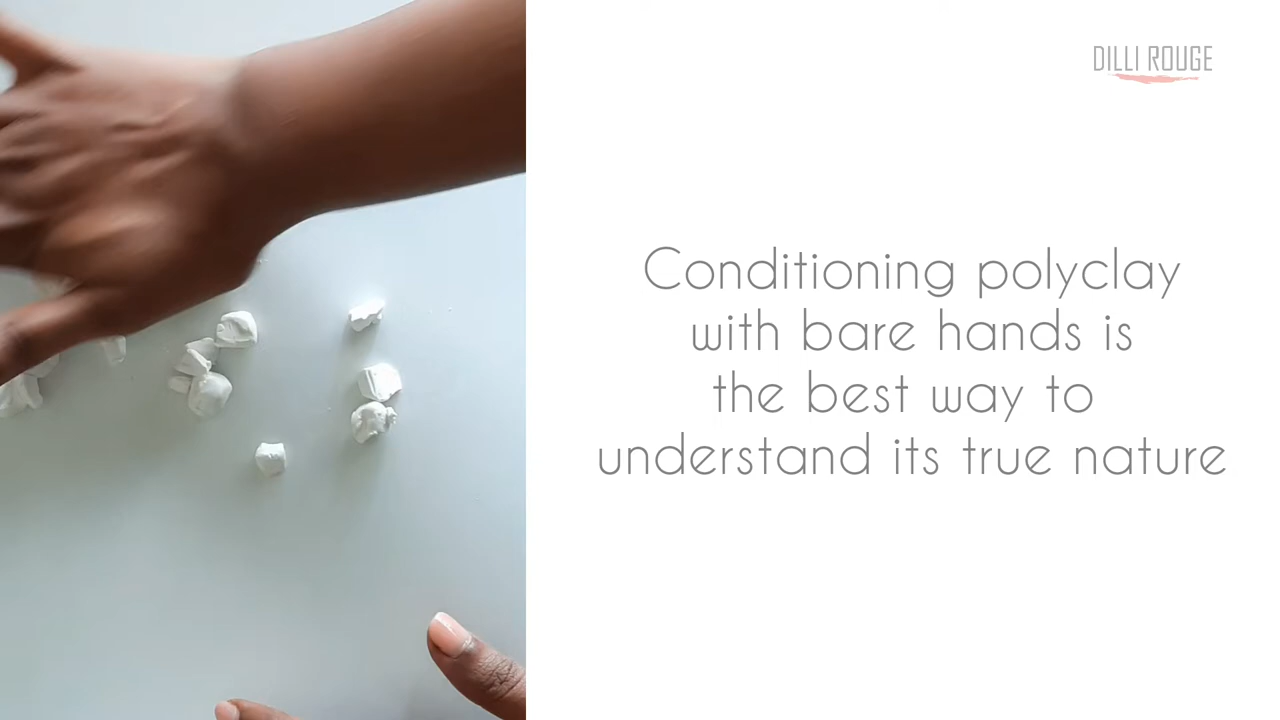 DILLI ROUGE
Conditioning polyclay
with bare hands is
the best way to
understand its true nature